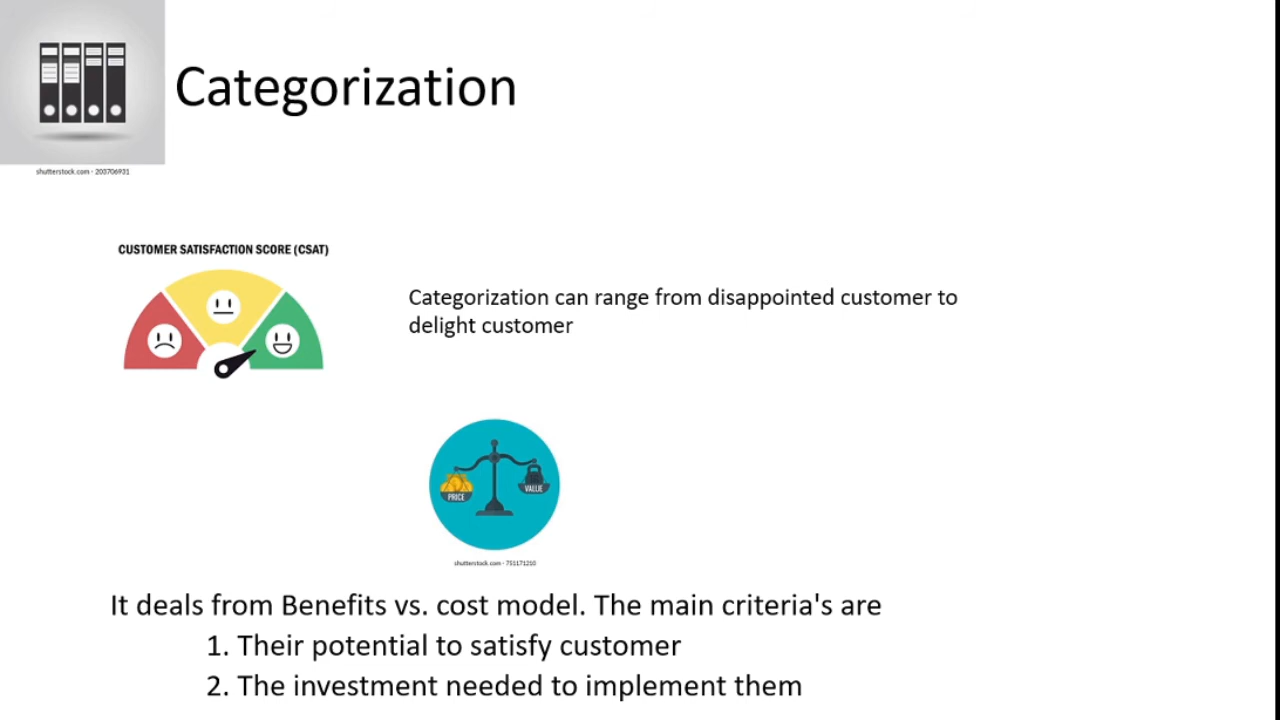 Categorization
shutterstock.com · 203706931
CUSTOMER SATISFACTION SCORE (CSAT)
Categorization can range from disappointed customer to
delight customer
PRICE
VALUE
shutterstock.com · 751171210
It deals from Benefits vs. cost model. The main criteria's are
1. Their potential to satisfy customer
2. The investment needed to implement them